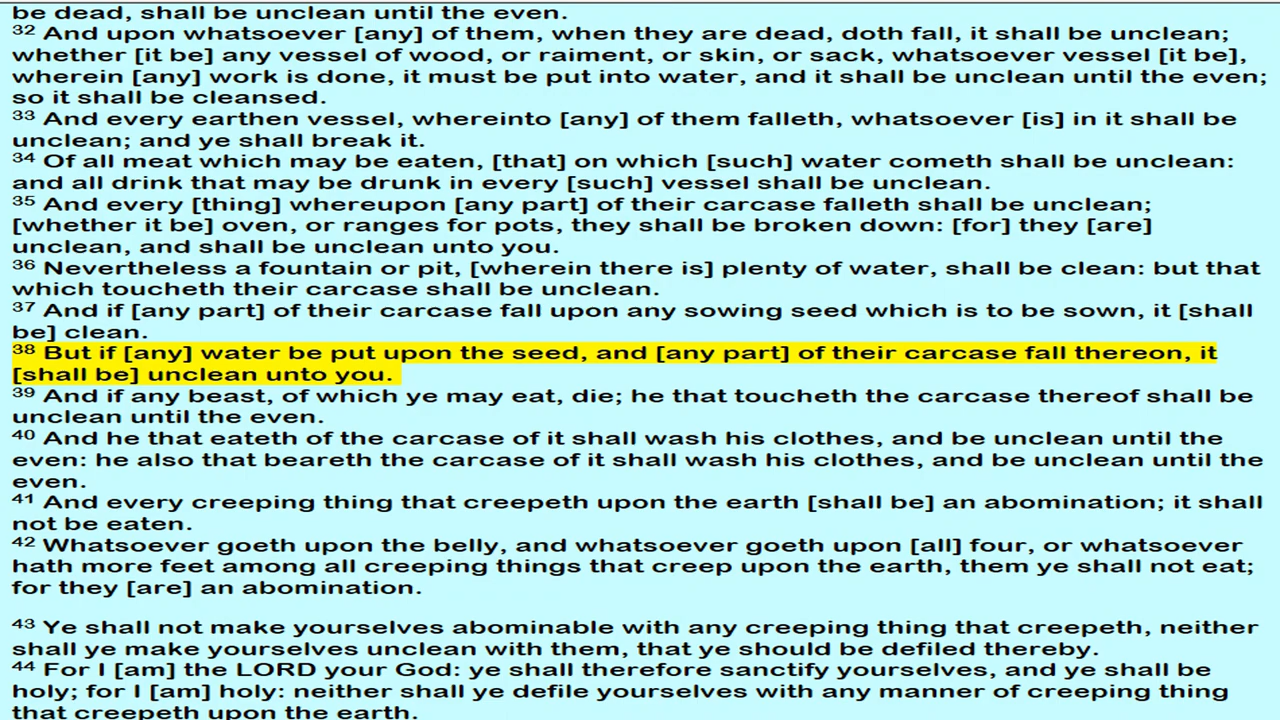 be dead, shall be unclean until the even.
32 And upon whatsoever [any] of them, when they are dead, doth fall, it shall be unclean;
whether [it be] any vessel of wood, or raiment, or skin, or sack, whatsoever vessel [it be],
wherein [any] work is done, it must be put into water, and it shall be unclean until the even;
so it shall be cleansed.
33 And every earthen vessel, whereinto [any] of them falleth, whatsoever [is] in it shall be
unclean; and ye shall break it.
34 Of all meat which may be eaten, [that] on which [such] water cometh shall be unclean:
and all drink that may be drunk in every [such] vessel shall be unclean.
35 And every [thing] whereupon [any part] of their carcase falleth shall be unclean;
[whether it be] oven, or ranges for pots, they shall be broken down: [for] they [are]
unclean, and shall be unclean unto you.
36 Nevertheless a fountain or pit, [wherein there is] plenty of water, shall be clean: but that
which toucheth their carcase shall be unclean.
37 And if [any part] of their carcase fall upon any sowing seed which is to be sown, it [shall
be] clean.
38 But if [any] water be put upon the seed, and [any part] of their carcase fall thereon, it
[shall be] unclean unto you.
39 And if any beast, of which ye may eat, die; he that toucheth the carcase thereof shall be
unclean until the even.
40 And he that eateth of the carcase of it shall wash his clothes, and be unclean until the
even: he also that beareth the carcase of it shall wash his clothes, and be unclean until the
even.
41 And every creeping thing that creepeth upon the earth [shall be] an abomination; it shall
not be eaten.
42 Whatsoever goeth upon the belly, and whatsoever goeth upon [all] four, or whatsoever
hath more feet among all creeping things that creep upon the earth, them ye shall not eat;
for they [are] an abomination.
43 Ye shall not make yourselves abominable with any creeping thing that creepeth, neither
shall ye make yourselves unclean with them, that ye should be defiled thereby.
44 For I [am] the LORD your God: ye shall therefore sanctify yourselves, and ye shall be
holy; for I [am] holy: neither shall ye defile yourselves with any manner of creeping thing
that creepeth upon the earth.